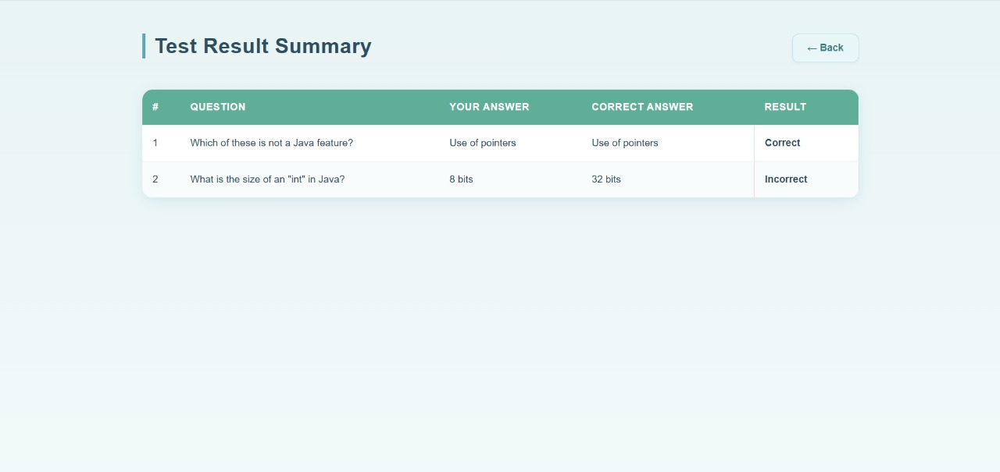 Test Result Summary
← Back
# QUESTION YOUR ANSWER CORRECT ANSWER RESULT
1 Which of these is not a Java feature? Use of pointers Use of pointers Correct
2 What is the size of an "int" in Java? 8 bits 32 bits Incorrect